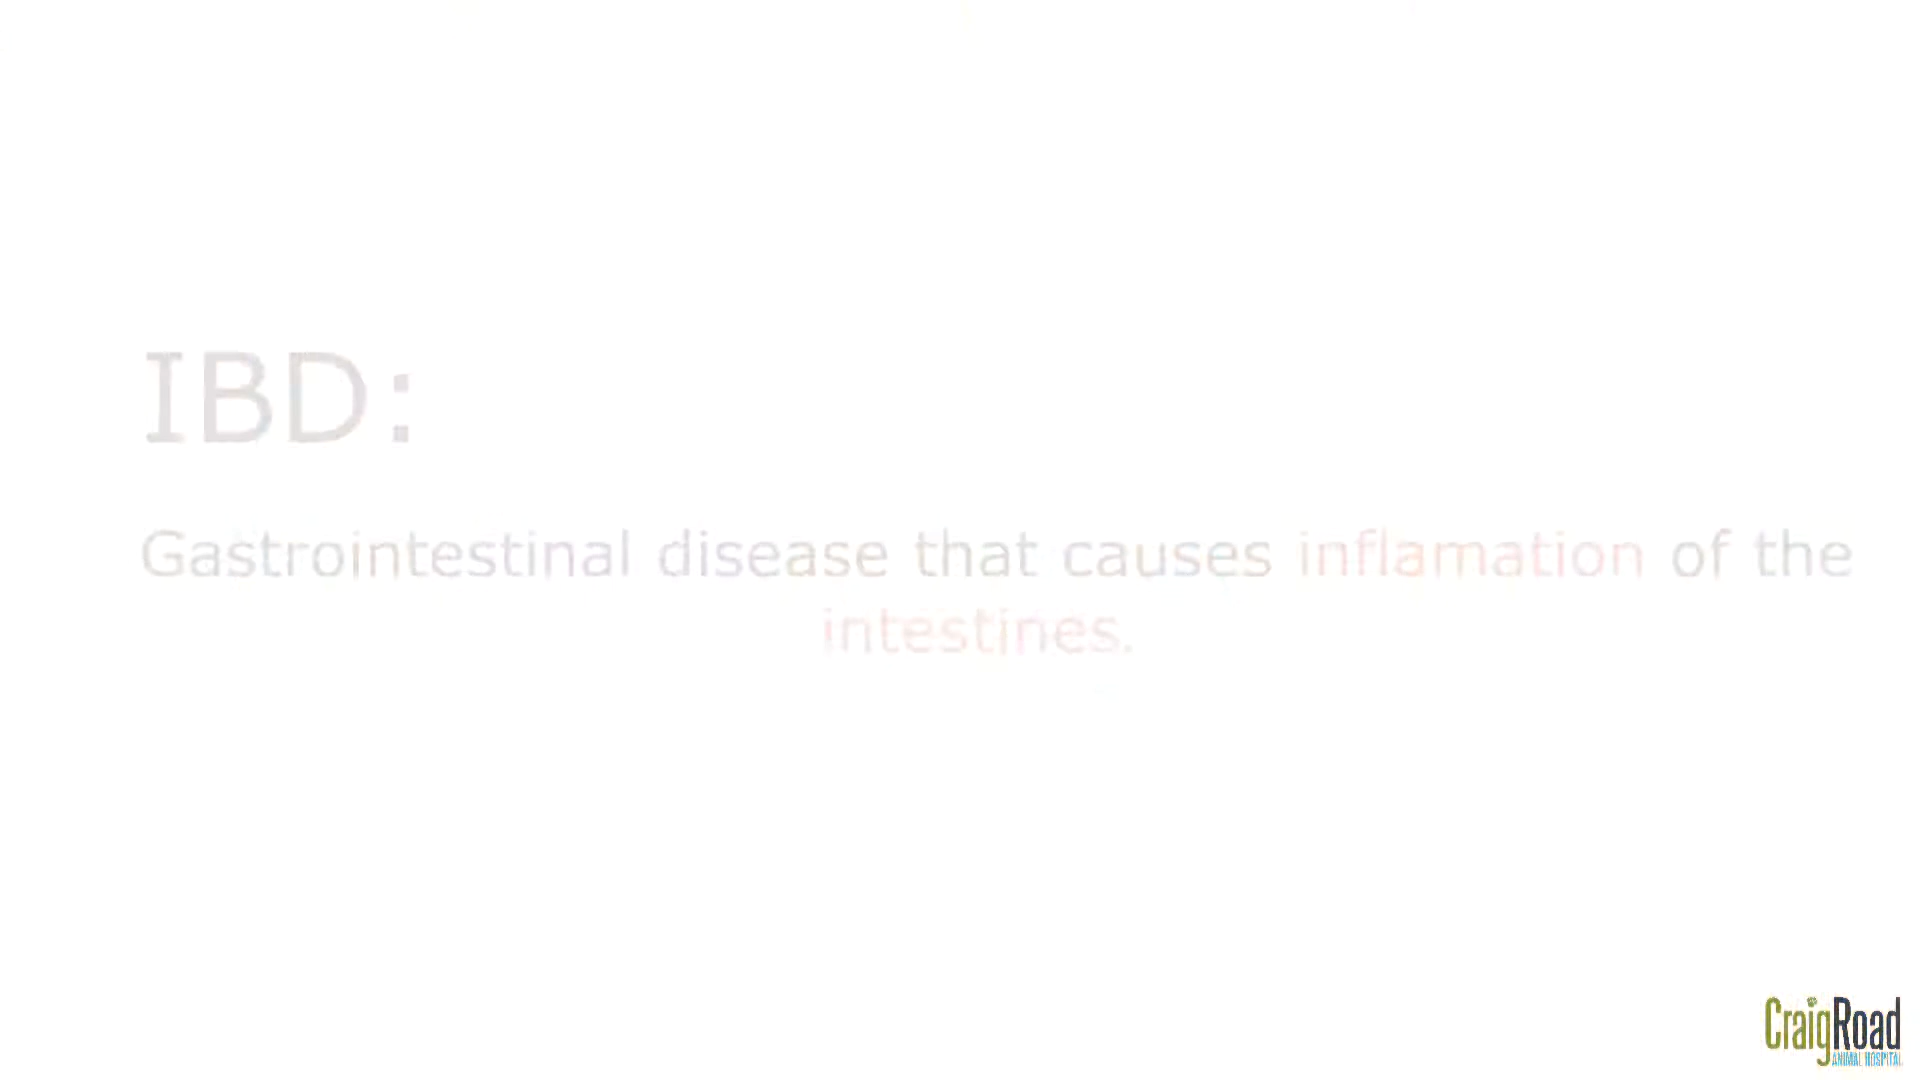 IBD:
Gastrointestinal disease that causes inflamation of the
intestines.
CraigRoad
ANIMAL HOSPITAL